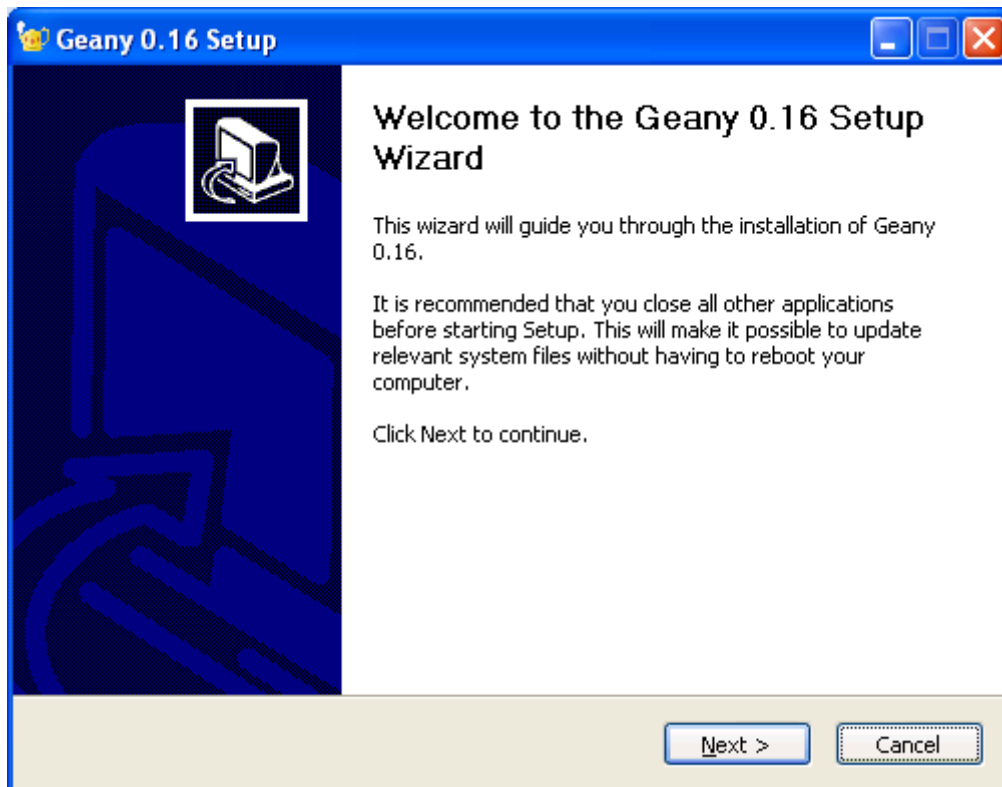 Geany 0.16 Setup
Welcome to the Geany 0.16 Setup
Wizard
This wizard will guide you through the installation of Geany
0.16.
It is recommended that you close all other applications
before starting Setup. This will make it possible to update
relevant system files without having to reboot your
computer.
Click Next to continue.
Next >
Cancel